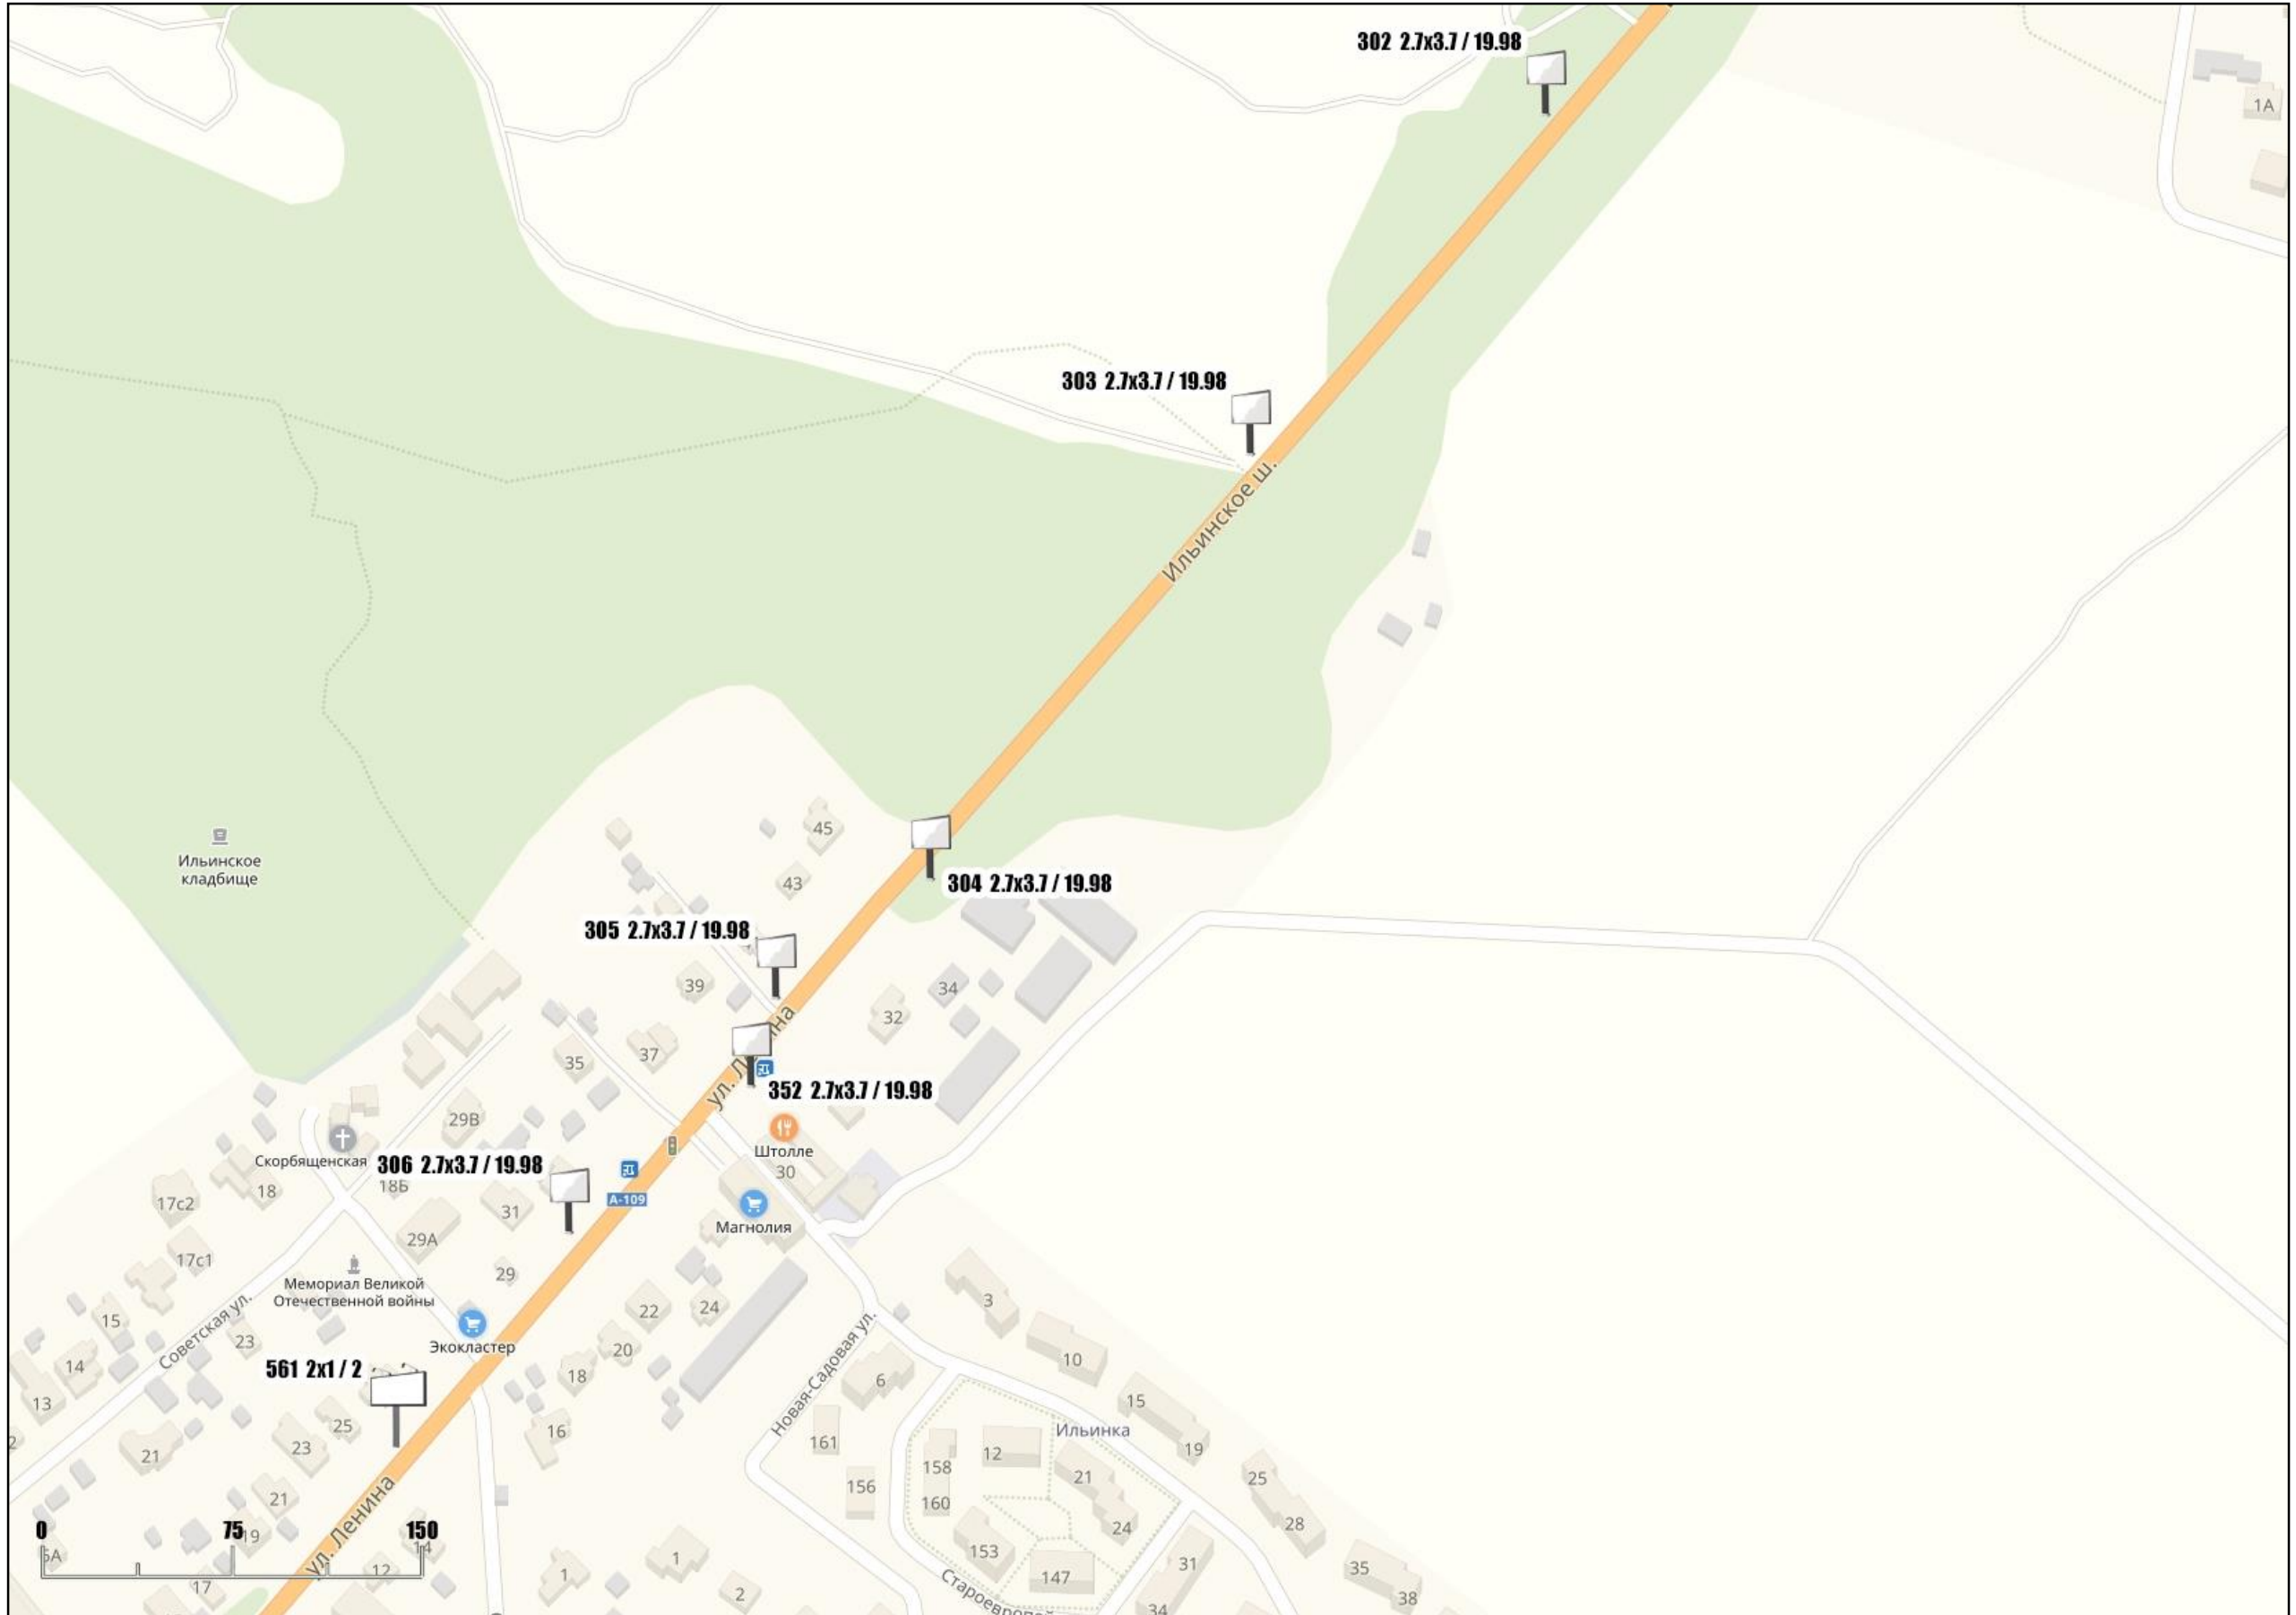 302 2.7x3.7 / 19.98
1А
303 2.7x3.7 / 19.98
Ильинское ш.
45
Ильинское
кладбище
43
304 2.7x3.7 / 19.98
305 2.7x3.7 / 19.98
39
34
32
ул. Л
на
37
35
352 2.7x3.7 / 19.98
29В
Штолле
30
Скорбященская
306 2.7x3.7 / 19.98
18Б
18
17с2
А-109
31
Магнолия
29А
17с1
29
Мемориал Великой
Отечественной войны
3
22
24
15
Советская ул.
23
Экокластер
20
10
14
561 2x1 / 2
18
6
Новая-Садовая ул.
13
15
25
16
Ильинка
161
12
19
23
21
158
21
25
156
160
21
24
28
ул. Ленина
0 75 150
19
14
5А
153
12
1
1
147
31
35
17
2
38
Староевропей
34